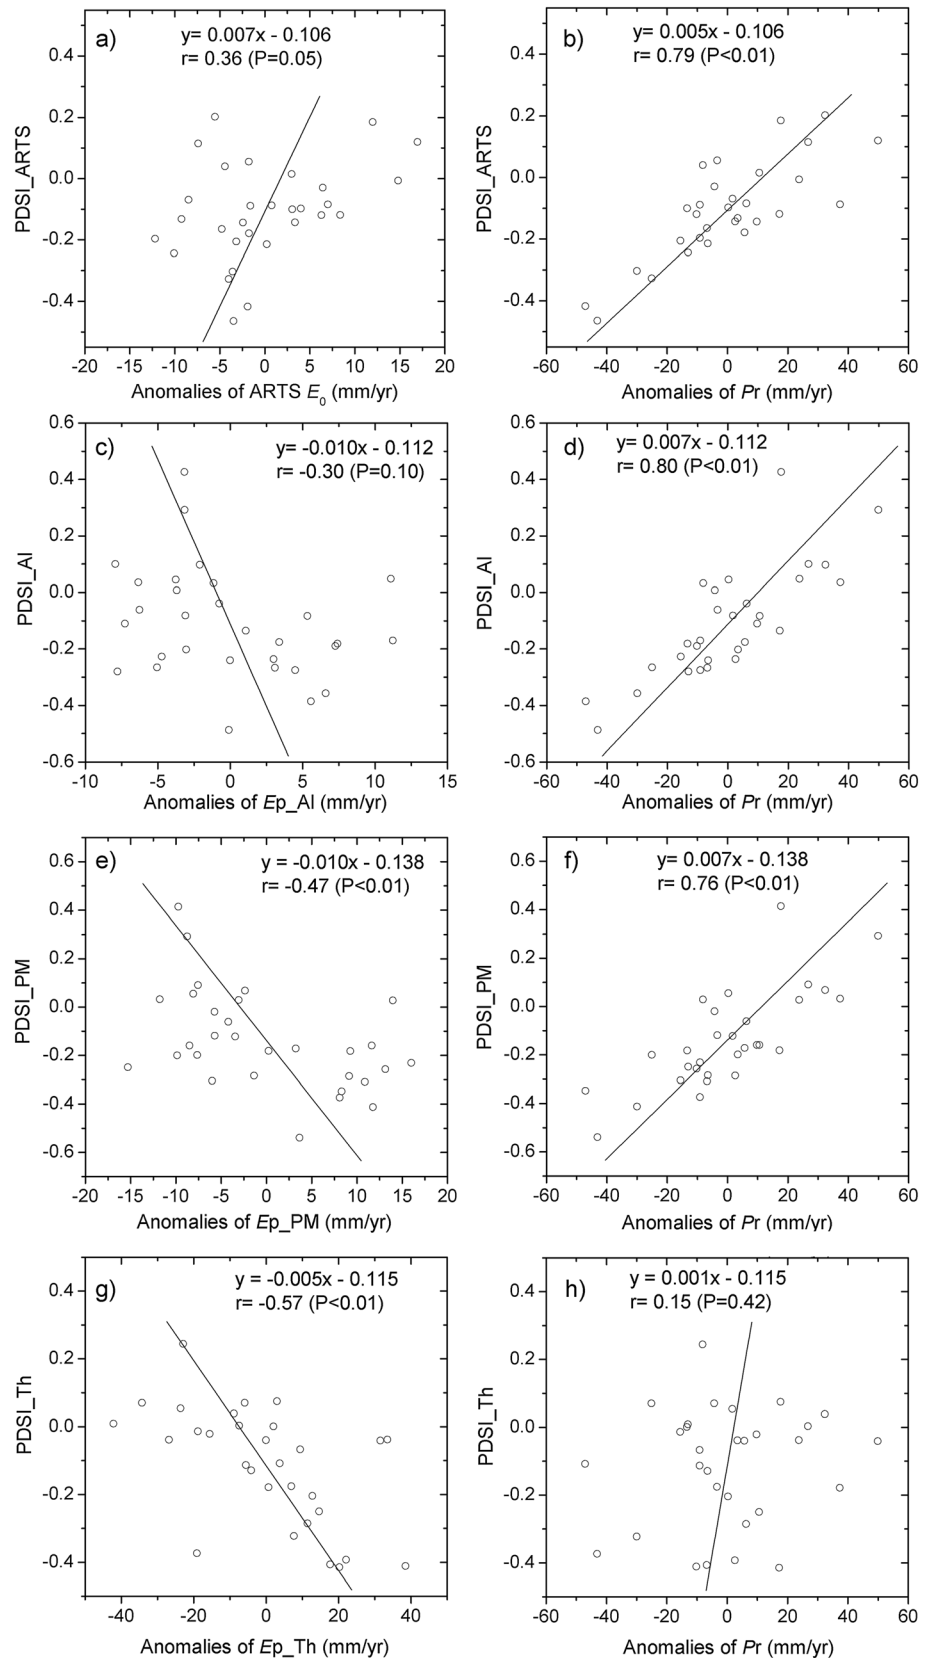 a)
y= 0.007x - 0.106
r= 0.36 (P=0.05)
PDSI_ARTS
0.4
0.2
0.0
-0.2
-0.4
-20 -15 -10 -5 0 5 10 15 20
Anomalies of ARTS E0 (mm/yr)
b)
y= 0.005x - 0.106
r= 0.79 (P<0.01)
PDSI_ARTS
0.4
0.2
0.0
-0.2
-0.4
-60 -40 -20 0 20 40 60
Anomalies of Pr (mm/yr)
c)
y= -0.010x - 0.112
r= -0.30 (P=0.10)
PDSI_Al
0.6
0.4
0.2
0.0
-0.2
-0.4
-0.6
-10 -5 0 5 10 15
Anomalies of Ep_Al (mm/yr)
d)
y= 0.007x - 0.112
r= 0.80 (P<0.01)
PDSI_Al
0.6
0.4
0.2
0.0
-0.2
-0.4
-0.6
-60 -40 -20 0 20 40 60
Anomalies of Pr (mm/yr)
e)
y = -0.010x - 0.138
r= -0.47 (P<0.01)
PDSI_PM
0.6
0.4
0.2
0.0
-0.2
-0.4
-0.6
-20 -15 -10 -5 0 5 10 15 20
Anomalies of Ep_PM (mm/yr)
f)
y= 0.007x - 0.138
r= 0.76 (P<0.01)
PDSI_PM
0.6
0.4
0.2
0.0
-0.2
-0.4
-0.6
-60 -40 -20 0 20 40 60
Anomalies of Pr (mm/yr)
g)
y = -0.005x - 0.115
r= -0.57 (P<0.01)
PDSI_Th
0.4
0.2
0.0
-0.2
-0.4
-40 -20 0 20 40
Anomalies of Ep_Th (mm/yr)
h)
y = 0.001x - 0.115
r= 0.15 (P=0.42)
PDSI_Th
0.4
0.2
0.0
-0.2
-0.4
-60 -40 -20 0 20 40 60
Anomalies of Pr (mm/yr)